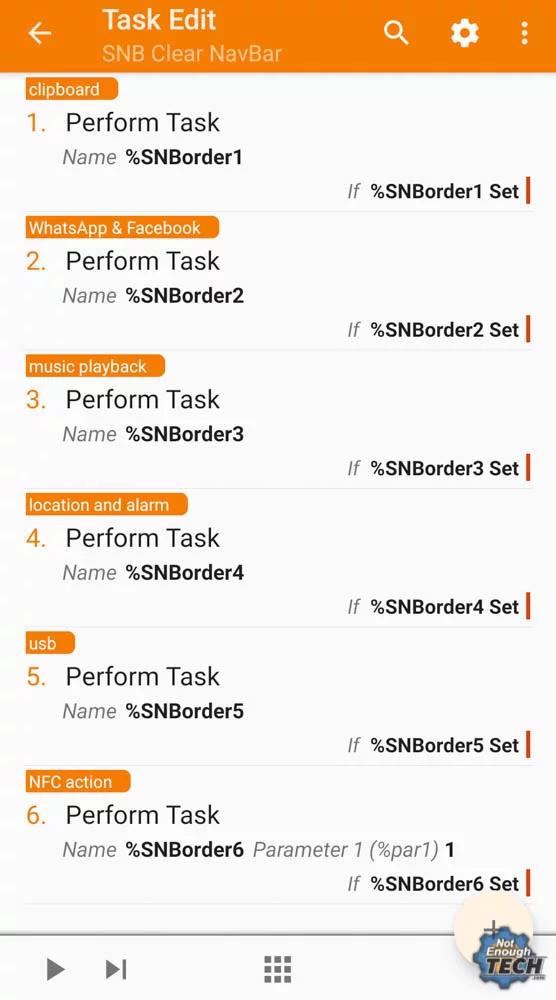 Task Edit
SNB Clear NavBar
clipboard
1. Perform Task
Name %SNBorder1
If %SNBorder1 Set
WhatsApp & Facebook
2. Perform Task
Name %SNBorder2
If %SNBorder2 Set
music playback
3. Perform Task
Name %SNBorder3
If %SNBorder3 Set
location and alarm
4. Perform Task
Name %SNBorder4
If %SNBorder4 Set
usb
5. Perform Task
Name %SNBorder5
If %SNBorder5 Set
NFC action
6. Perform Task
Name %SNBorder6 Parameter 1 (%par1) 1
If %SNBorder6 Set
Not
Enough
TECH
.com